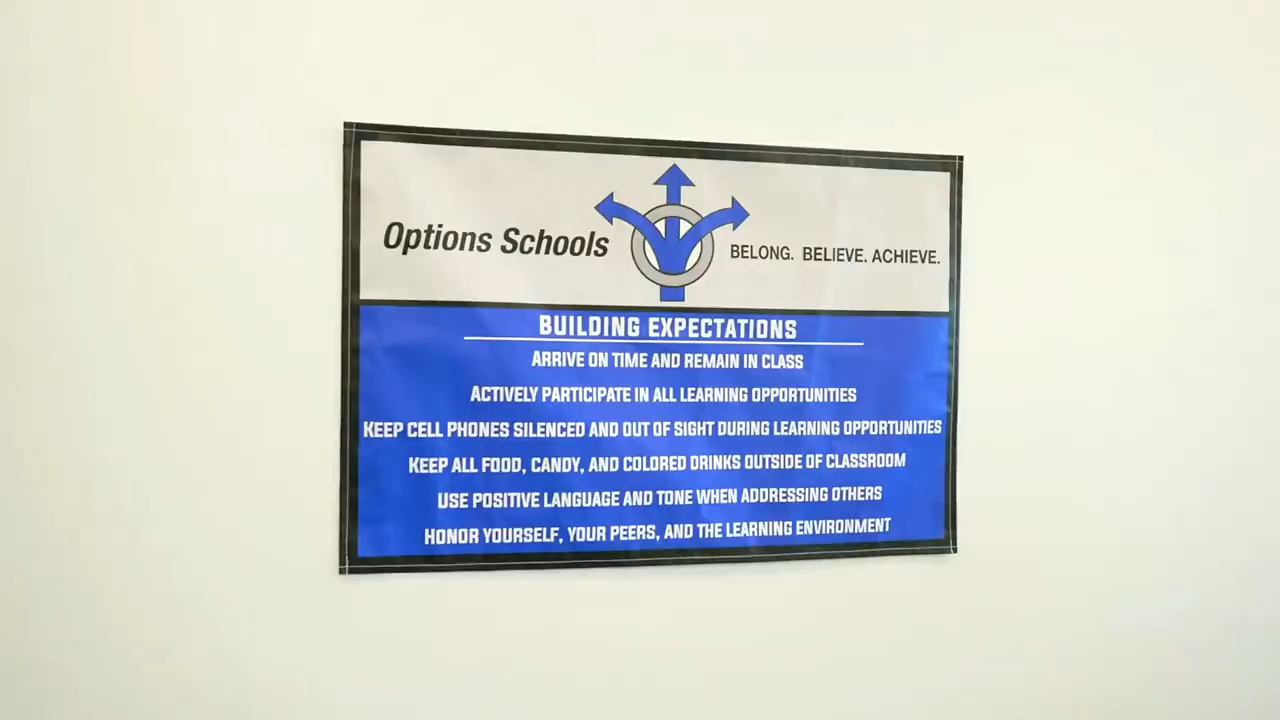 Options Schools
BELONG. BELIEVE. ACHIEVE.
BUILDING EXPECTATIONS
ARRIVE ON TIME AND REMAIN IN CLASS
ACTIVELY PARTICIPATE IN ALL LEARNING OPPORTUNITIES
KEEP CELL PHONES SILENCED AND OUT OF SIGHT DURING LEARNING OPPORTUNITIES
KEEP ALL FOOD, CANDY, AND COLORED DRINKS OUTSIDE OF CLASSROOM
USE POSITIVE LANGUAGE AND TONE WHEN ADDRESSING OTHERS
HONOR YOURSELF, YOUR PEERS, AND THE LEARNING ENVIRONMENT